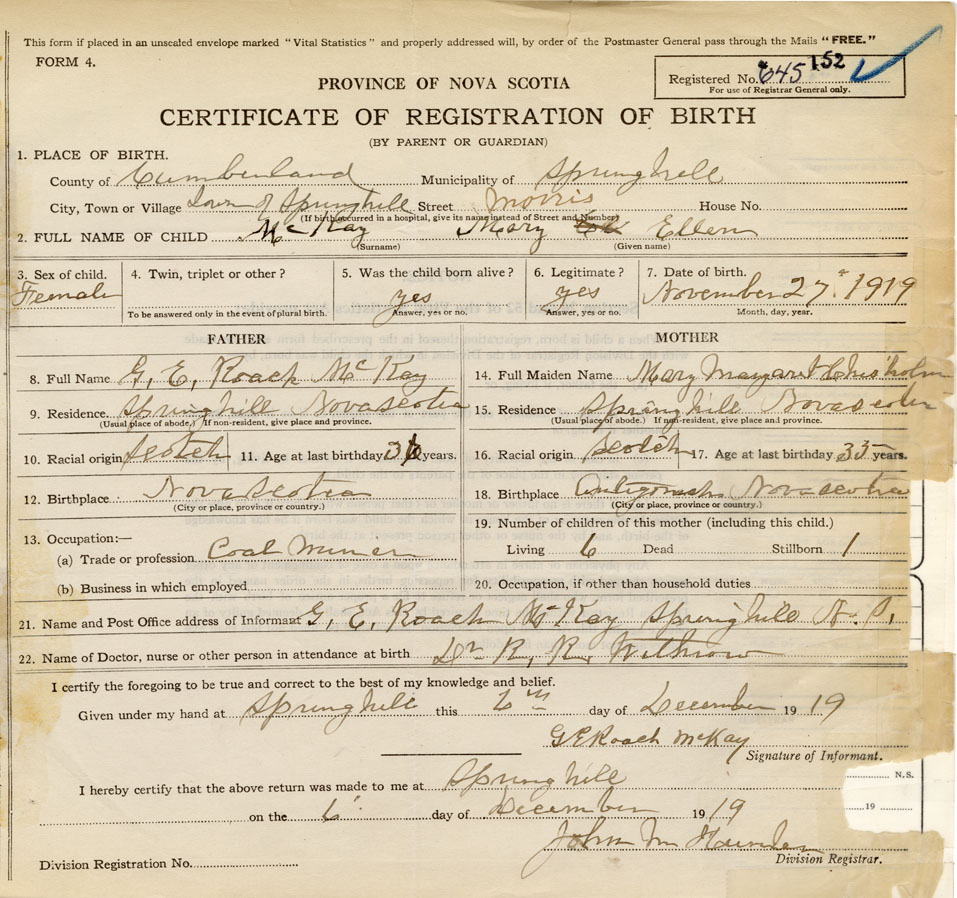 This form if placed in an unsealed envelope marked "Vital Statistics" and properly addressed will, by order of the Postmaster General pass through the Mails "FREE."
FORM 4.
Registered No. 645 152
For use of Registrar General only.
PROVINCE OF NOVA SCOTIA
CERTIFICATE OF REGISTRATION OF BIRTH
(BY PARENT OR GUARDIAN)
1. PLACE OF BIRTH.
County of Cumberland Municipality of Springhill
City, Town or Village Town of Springhill Street Morris House No.
(If birth occurred in a hospital, give its name instead of Street and Number)
2. FULL NAME OF CHILD McKay Mary Ellen
(Surname) (Given name)
3. Sex of child. 4. Twin, triplet or other? 5. Was the child born alive? 6. Legitimate? 7. Date of birth.
Female yes yes November 27. 1919
To be answered only in the event of plural birth. Answer, yes or no. Answer, yes or no. Month, day, year.
FATHER MOTHER
8. Full Name G. E. Roach McKay 14. Full Maiden Name Mary Margaret Chisholm
9. Residence. Springhill Nova Scotia 15. Residence Springhill Nova Scotia
(Usual place of abode.) If non-resident, give place and province. (Usual place of abode.) If non-resident, give place and province.
10. Racial origin Scotch 11. Age at last birthday 36 years. 16. Racial origin Scotch 17. Age at last birthday 35 years.
12. Birthplace Nova Scotia 18. Birthplace Antigonish Nova Scotia
(City or place, province or country.) (City or place, province or country.)
13. Occupation:— 19. Number of children of this mother (including this child.)
(a) Trade or profession Coal Miner Living 6 Dead Stillborn 1
(b) Business in which employed 20. Occupation, if other than household duties
21. Name and Post Office address of Informant G. E. Roach McKay Springhill N. S.
22. Name of Doctor, nurse or other person in attendance at birth Dr R. R. Withrow
I certify the foregoing to be true and correct to the best of my knowledge and belief.
Given under my hand at Springhill this 6th day of December 19 19
G E Roach McKay
Signature of Informant.
N.S.
I hereby certify that the above return was made to me at Springhill
on the 6 day of December 19 19
19
John M
Division Registration No. Division Registrar.